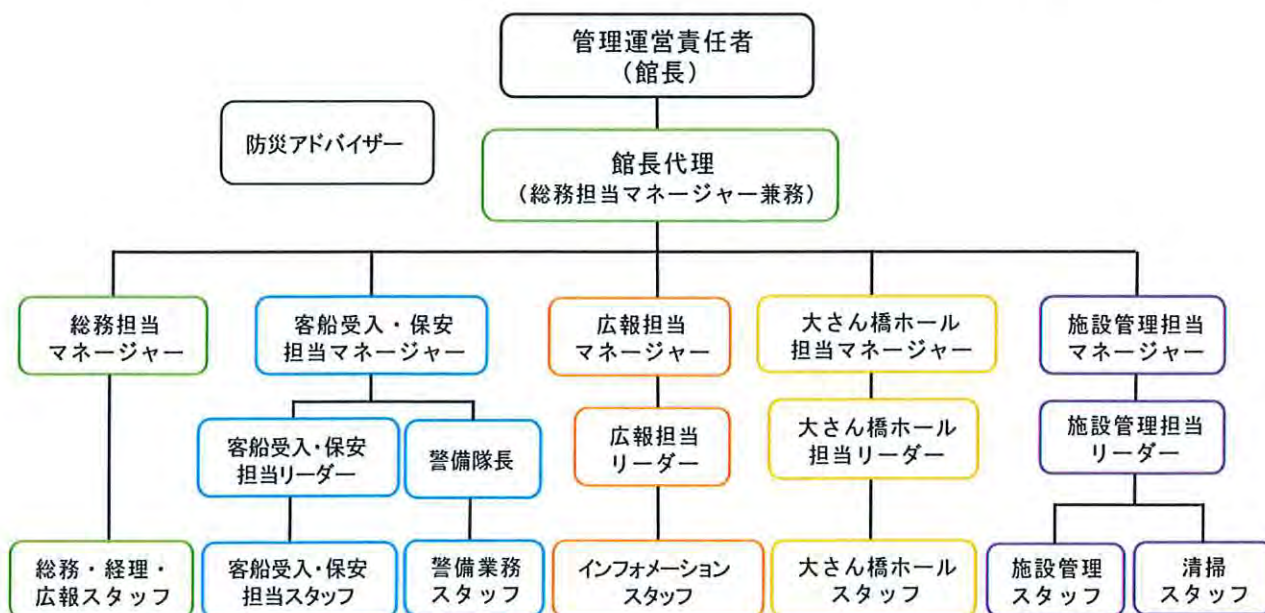 管理運営責任者
（館長）
防災アドバイザー
館長代理
（総務担当マネージャー兼務）
総務担当
マネージャー
客船受入・保安
担当マネージャー
広報担当
マネージャー
大さん橋ホール
担当マネージャー
施設管理担当
マネージャー
客船受入・保安
担当リーダー
警備隊長
広報担当
リーダー
大さん橋ホール
担当リーダー
施設管理担当
リーダー
総務・経理・
広報スタッフ
客船受入・保安
担当スタッフ
警備業務
スタッフ
インフォメーション
スタッフ
大さん橋ホール
スタッフ
施設管理
スタッフ
清掃
スタッフ